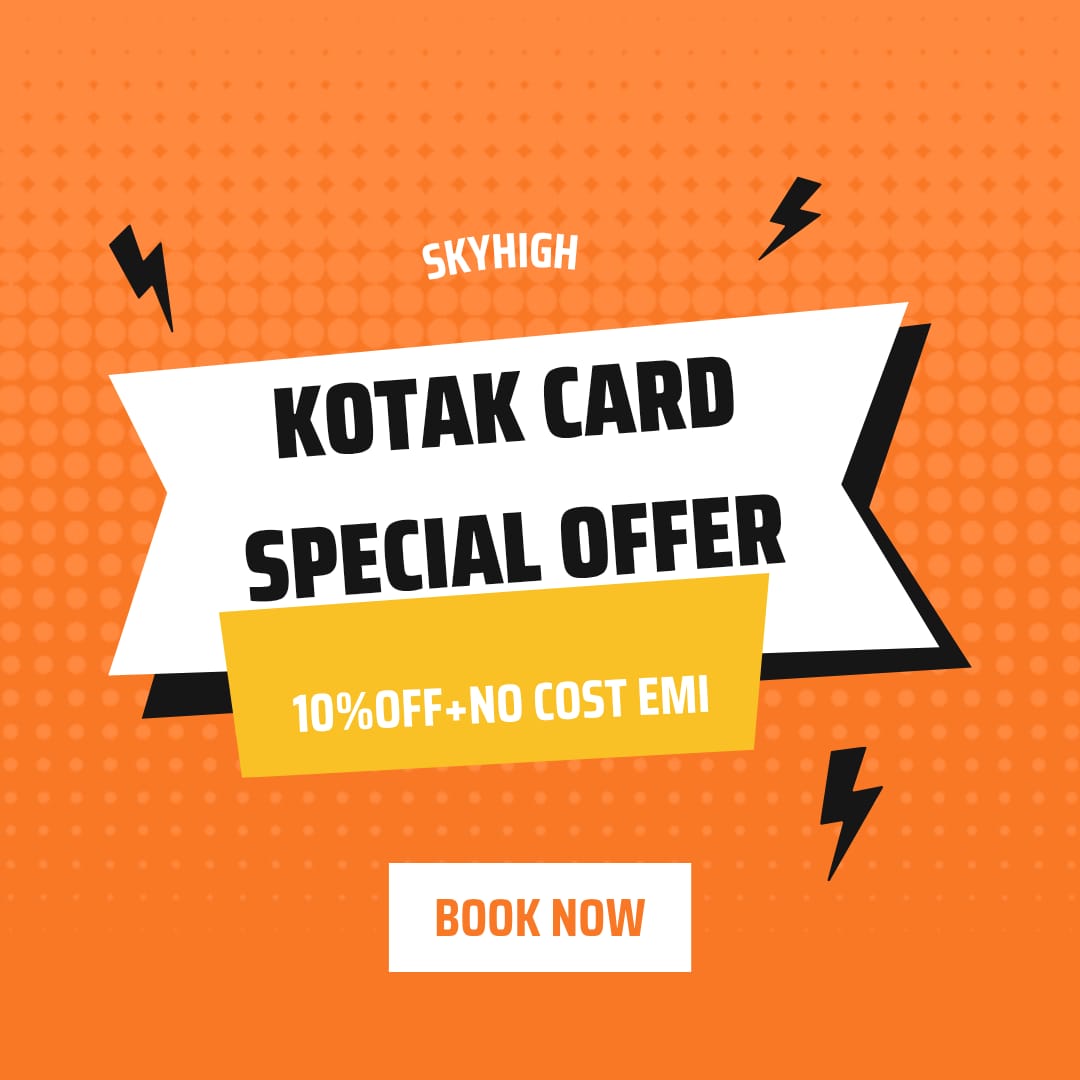 SKYHIGH
KOTAK CARD
SPECIAL OFFER
10%OFF+NO COST EMI
BOOK NOW